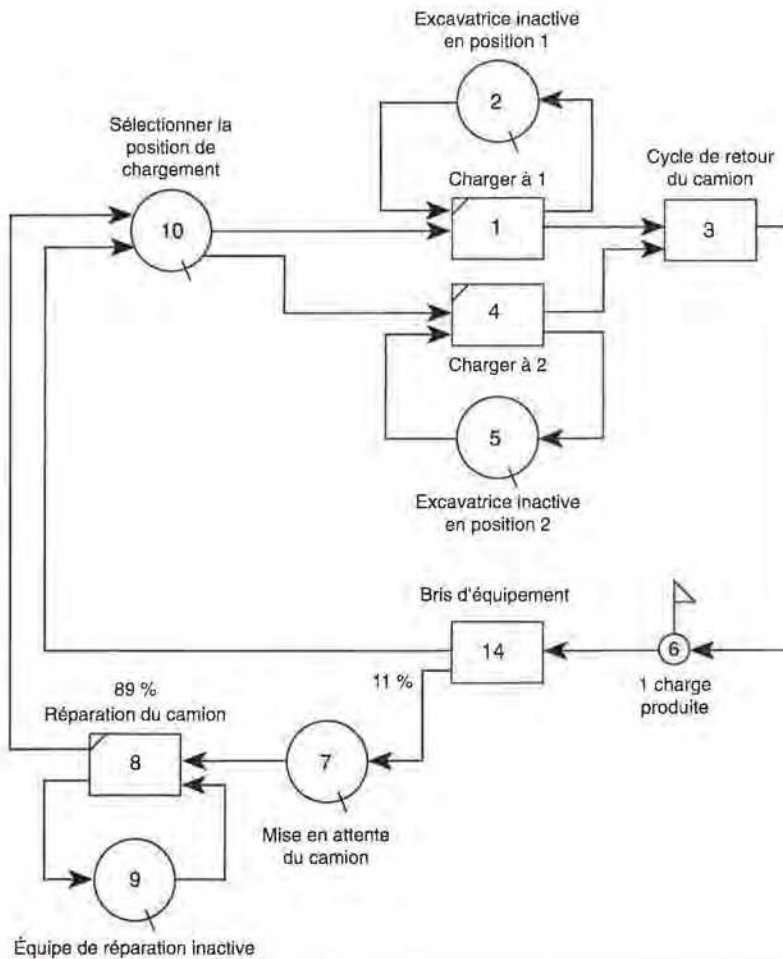 Excavatrice inactive
en position 1
2
Sélectionner la
position de
chargement
10
Charger à 1
1
Cycle de retour
du camion
3
4
Charger à 2
5
Excavatrice inactive
en position 2
Bris d'équipement
14
11 %
6
1 charge
produite
89 %
Réparation du camion
8
7
Mise en attente
du camion
9
Équipe de réparation inactive